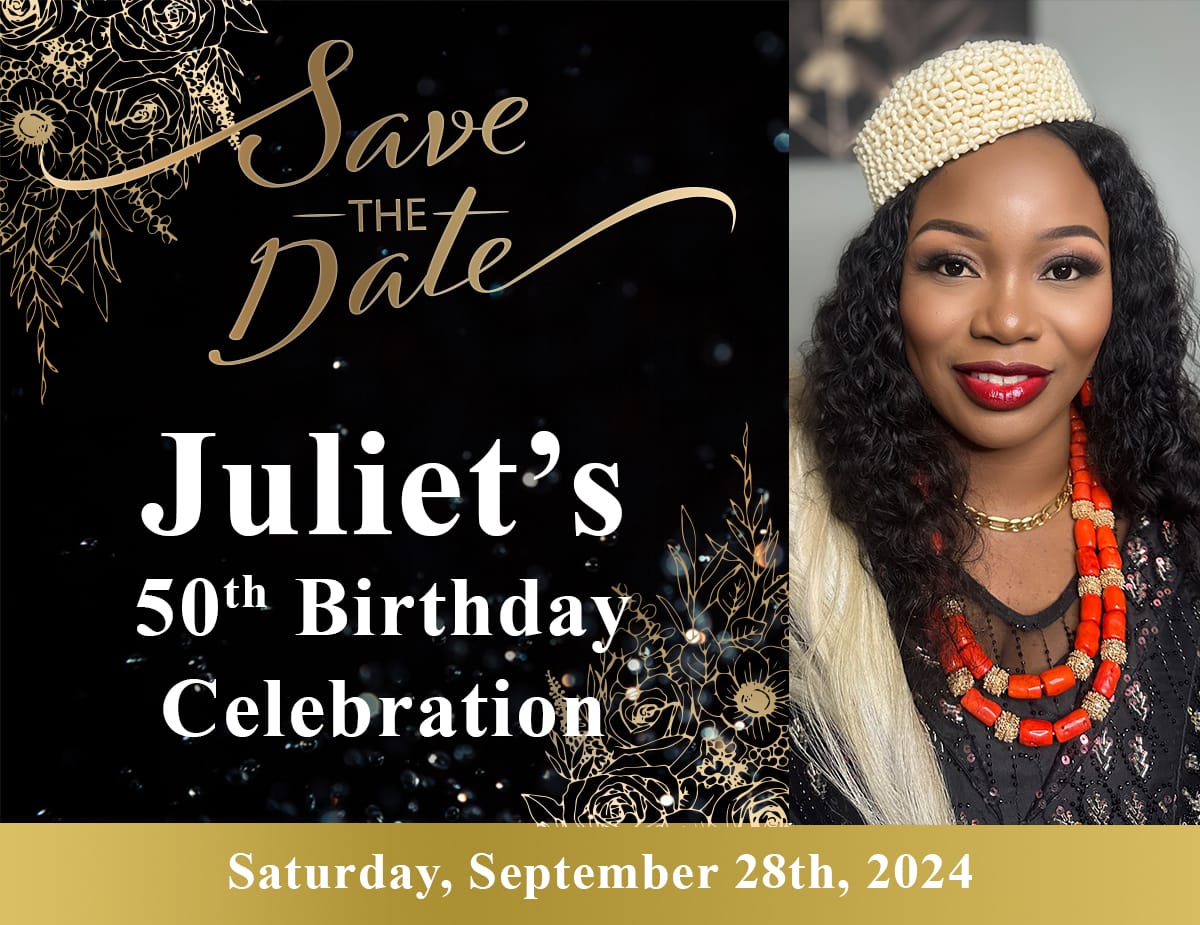 Save
THE
Date
Juliet’s
50th Birthday
Celebration
Saturday, September 28th, 2024